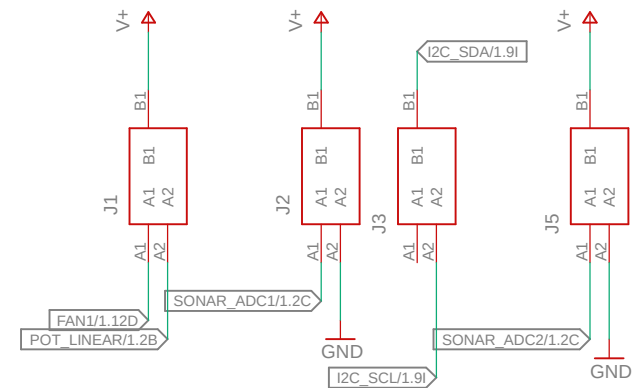 V+
V+
V+
I2C_SDA/1.9I
B1
B1
B1
B1
B1
B1
B1
B1
A1
A2
A1
A2
A1
A2
A1
A2
J1
J2
J3
J5
A1
A2
A1
A2
A1
A2
A1
A2
SONAR_ADC1/1.2C
FAN1/1.12D
POT_LINEAR/1.2B
SONAR_ADC2/1.2C
GND
GND
I2C_SCL/1.9I